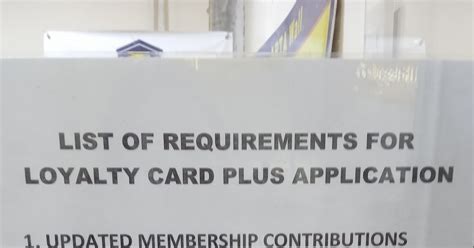 LIST OF REQUIREMENTS FOR
LOYALTY CARD PLUS APPLICATION
1. UPDATED MEMBERSHIP CONTRIBUTIONS